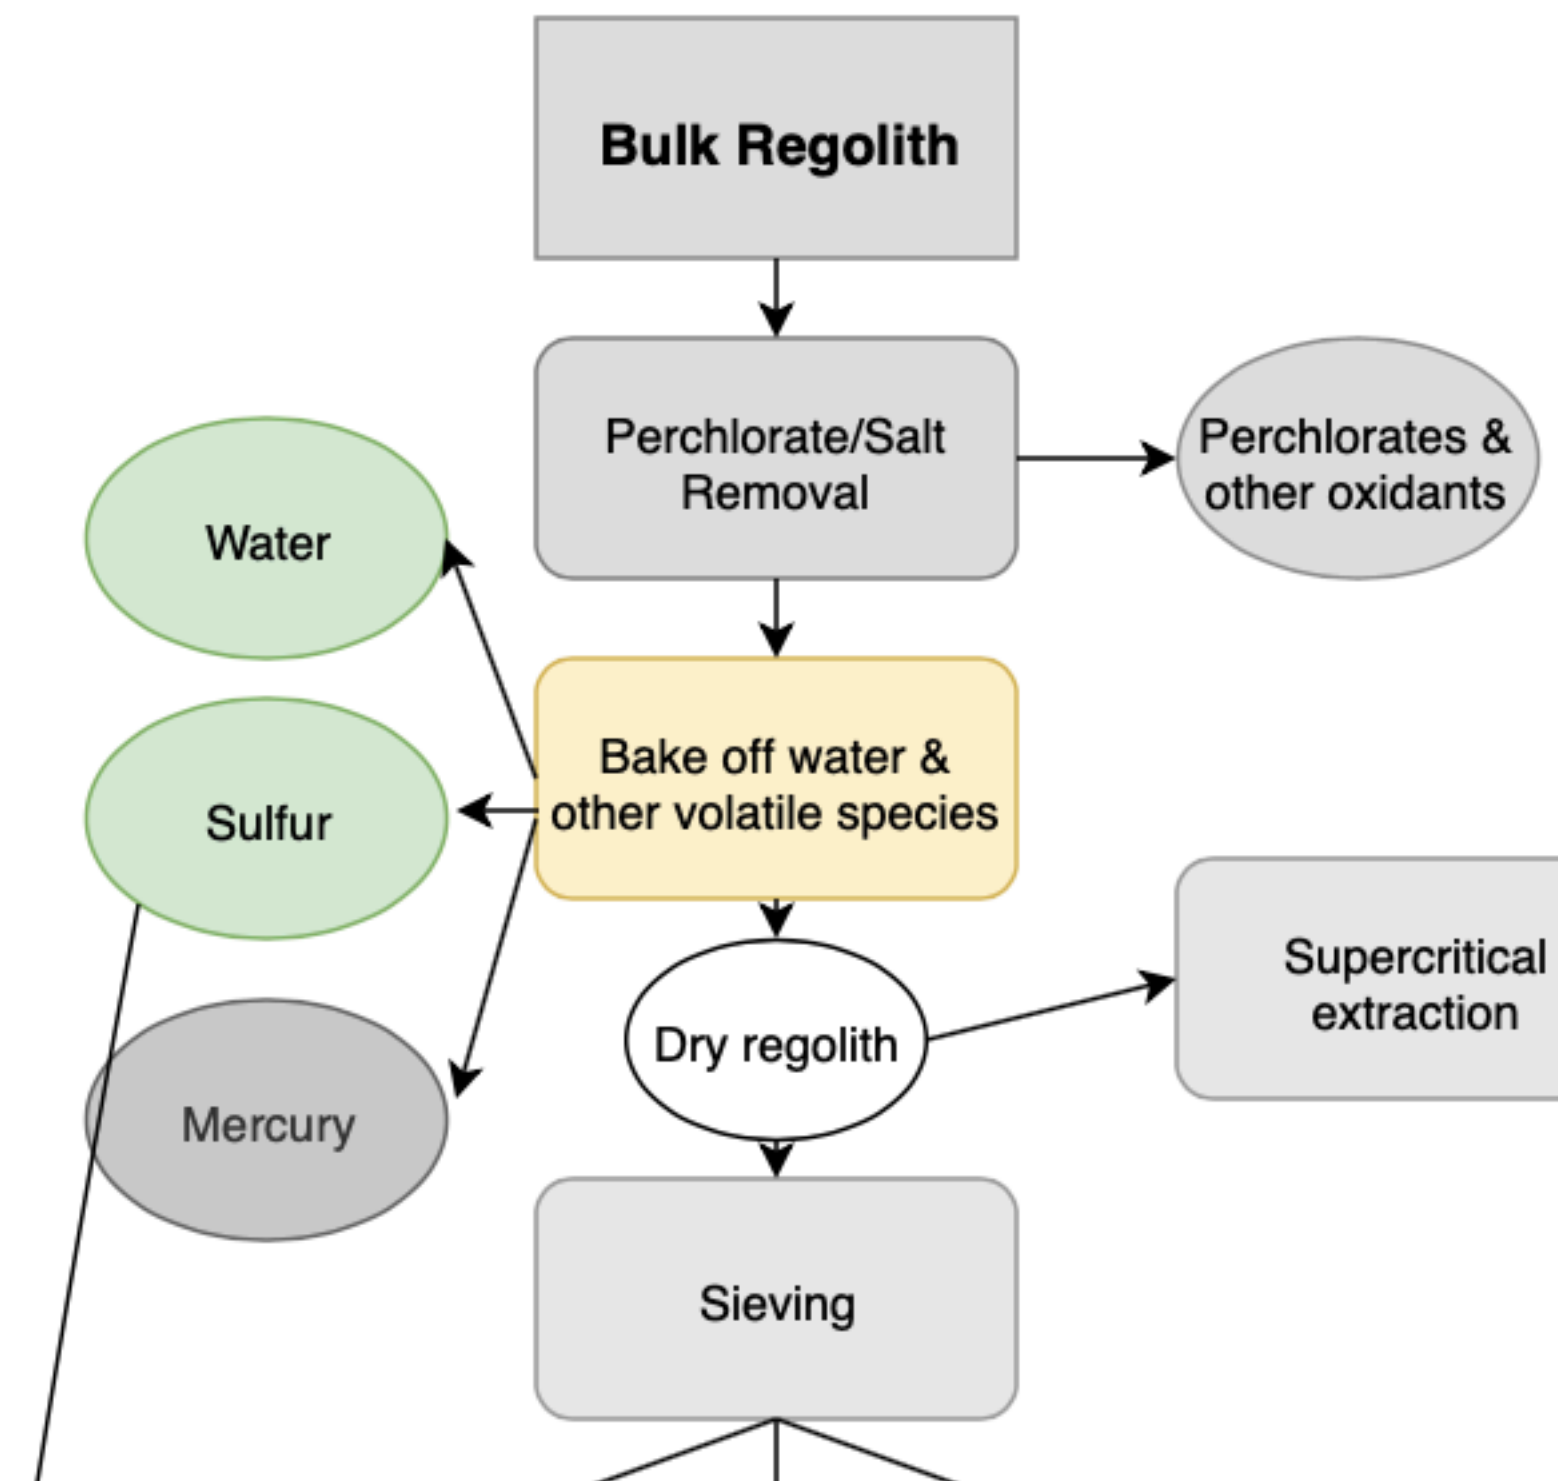 Bulk Regolith
Perchlorate/Salt
Removal
Perchlorates &
other oxidants
Water
Bake off water &
other volatile species
Sulfur
Supercritical
extraction
Dry regolith
Mercury
Sieving